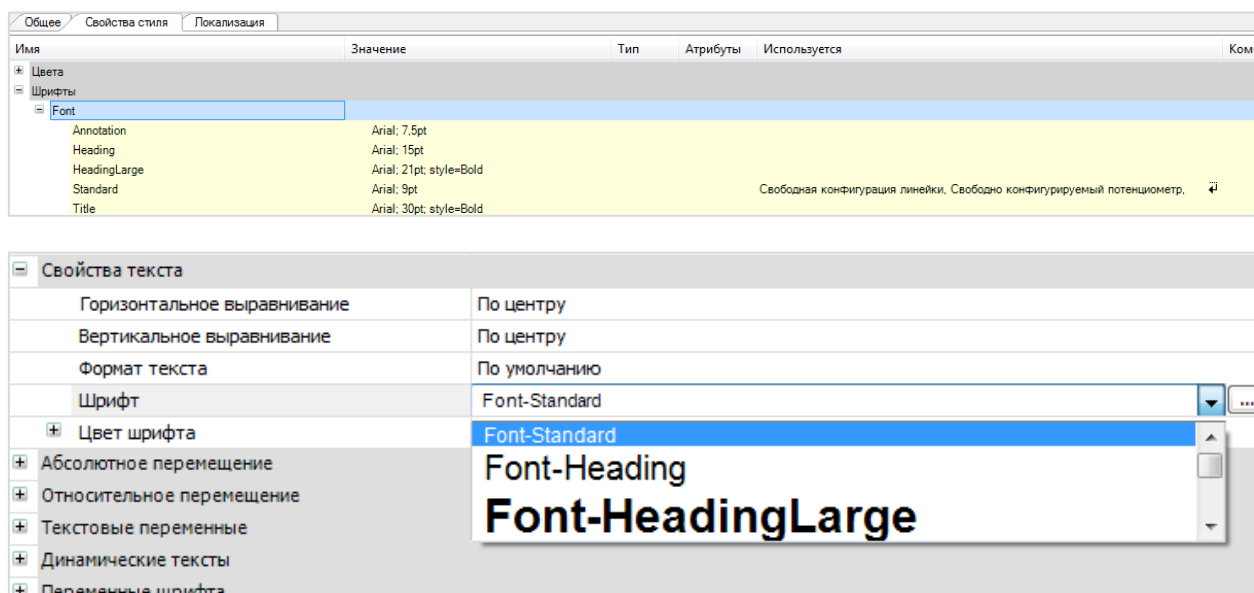 Общее Свойства стиля Локализация
Имя Значение Тип Атрибуты Используется Ком
Цвета
Шрифты
Font
Annotation Arial; 7,5pt
Heading Arial; 15pt
HeadingLarge Arial; 21pt; style=Bold
Standard Arial; 9pt Свободная конфигурация линейки, Свободно конфигурируемый потенциометр,
Title Arial; 30pt; style=Bold
Свойства текста
Горизонтальное выравнивание По центру
Вертикальное выравнивание По центру
Формат текста По умолчанию
Шрифт Font-Standard ...
Цвет шрифта Font-Standard
Абсолютное перемещение Font-Heading
Относительное перемещение
Текстовые переменные Font-HeadingLarge
Динамические тексты
Переменные шрифта